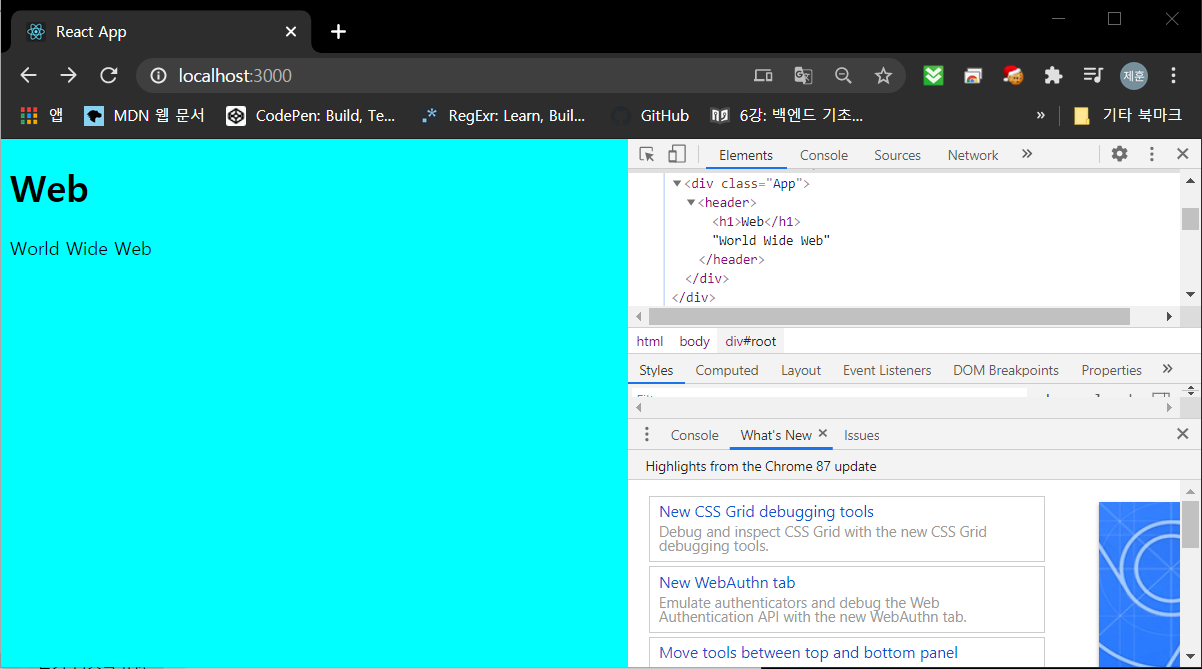 React App
localhost:3000
제훈
앱 MDN 웹 문서 CodePen: Build, Te... RegExr: Learn, Buil... GitHub 6강: 백엔드 기초... » 기타 북마크
Web
World Wide Web
Elements Console Sources Network »
<div class="App">
<header>
<h1>Web</h1>
"World Wide Web"
</header>
</div>
</div>
html body div#root
Styles Computed Layout Event Listeners DOM Breakpoints Properties »
Console What's New Issues
Highlights from the Chrome 87 update
New CSS Grid debugging tools
Debug and inspect CSS Grid with the new CSS Grid
debugging tools.
New WebAuthn tab
Emulate authenticators and debug the Web
Authentication API with the new WebAuthn tab.
Move tools between top and bottom panel